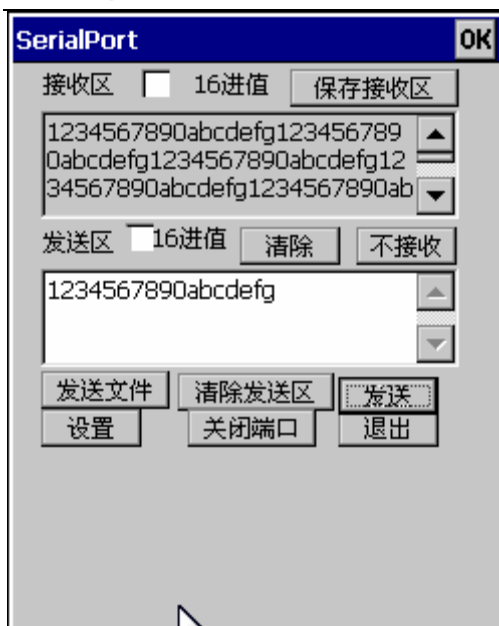 SerialPort OK
接收区 16进值 保存接收区
1234567890abcdefg123456789
0abcdefg1234567890abcdefg12
34567890abcdefg1234567890ab
发送区 16进值 清除 不接收
1234567890abcdefg
发送文件 清除发送区 发送
设置 关闭端口 退出